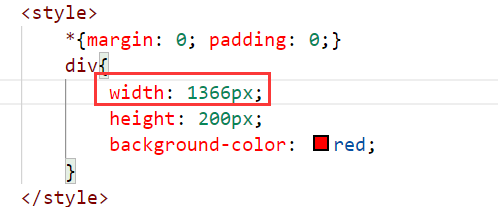 <style>
*{margin: 0; padding: 0;}
div{
width: 1366px;
height: 200px;
background-color: red;
}
</style>